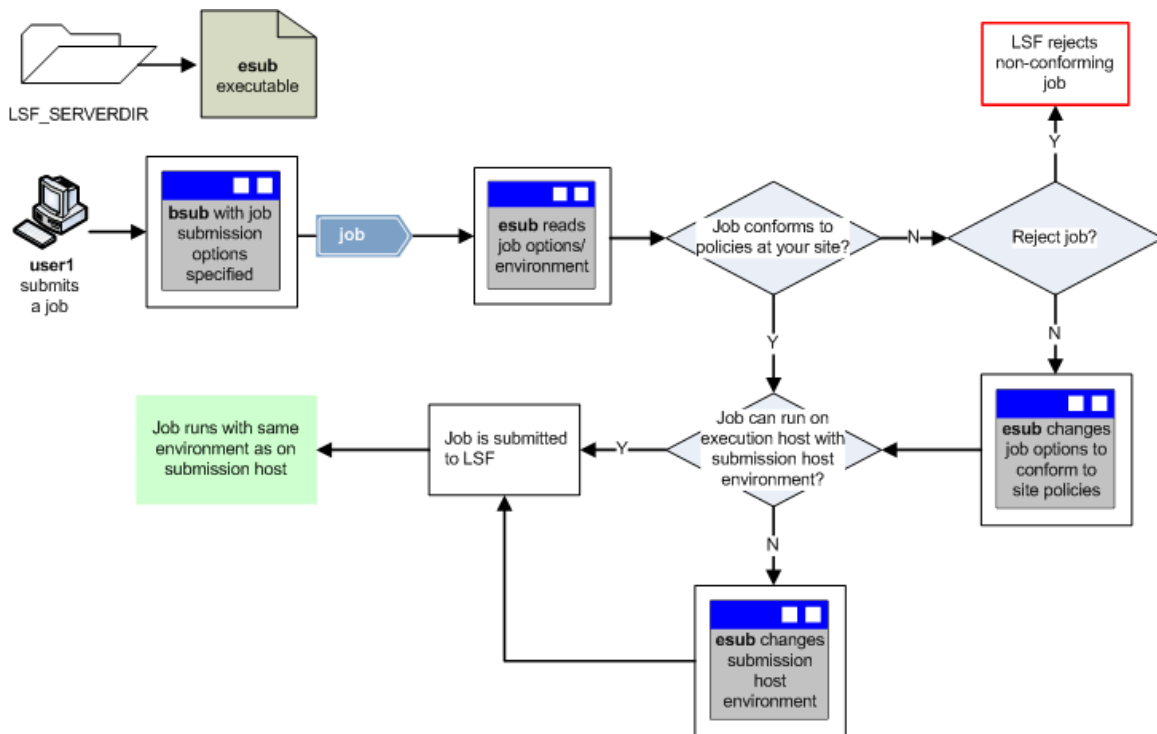 esub
executable
LSF_SERVERDIR
LSF rejects
non-conforming
job
Y
user1
submits
a job
bsub with job
submission
options
specified
job
esub reads
job options/
environment
Job conforms to
policies at your site?
N
Reject job?
Y
N
Job runs with same
environment as on
submission host
Job is submitted
to LSF
Y
Job can run on
execution host with
submission host
environment?
esub changes
job options to
conform to
site policies
N
esub changes
submission
host
environment